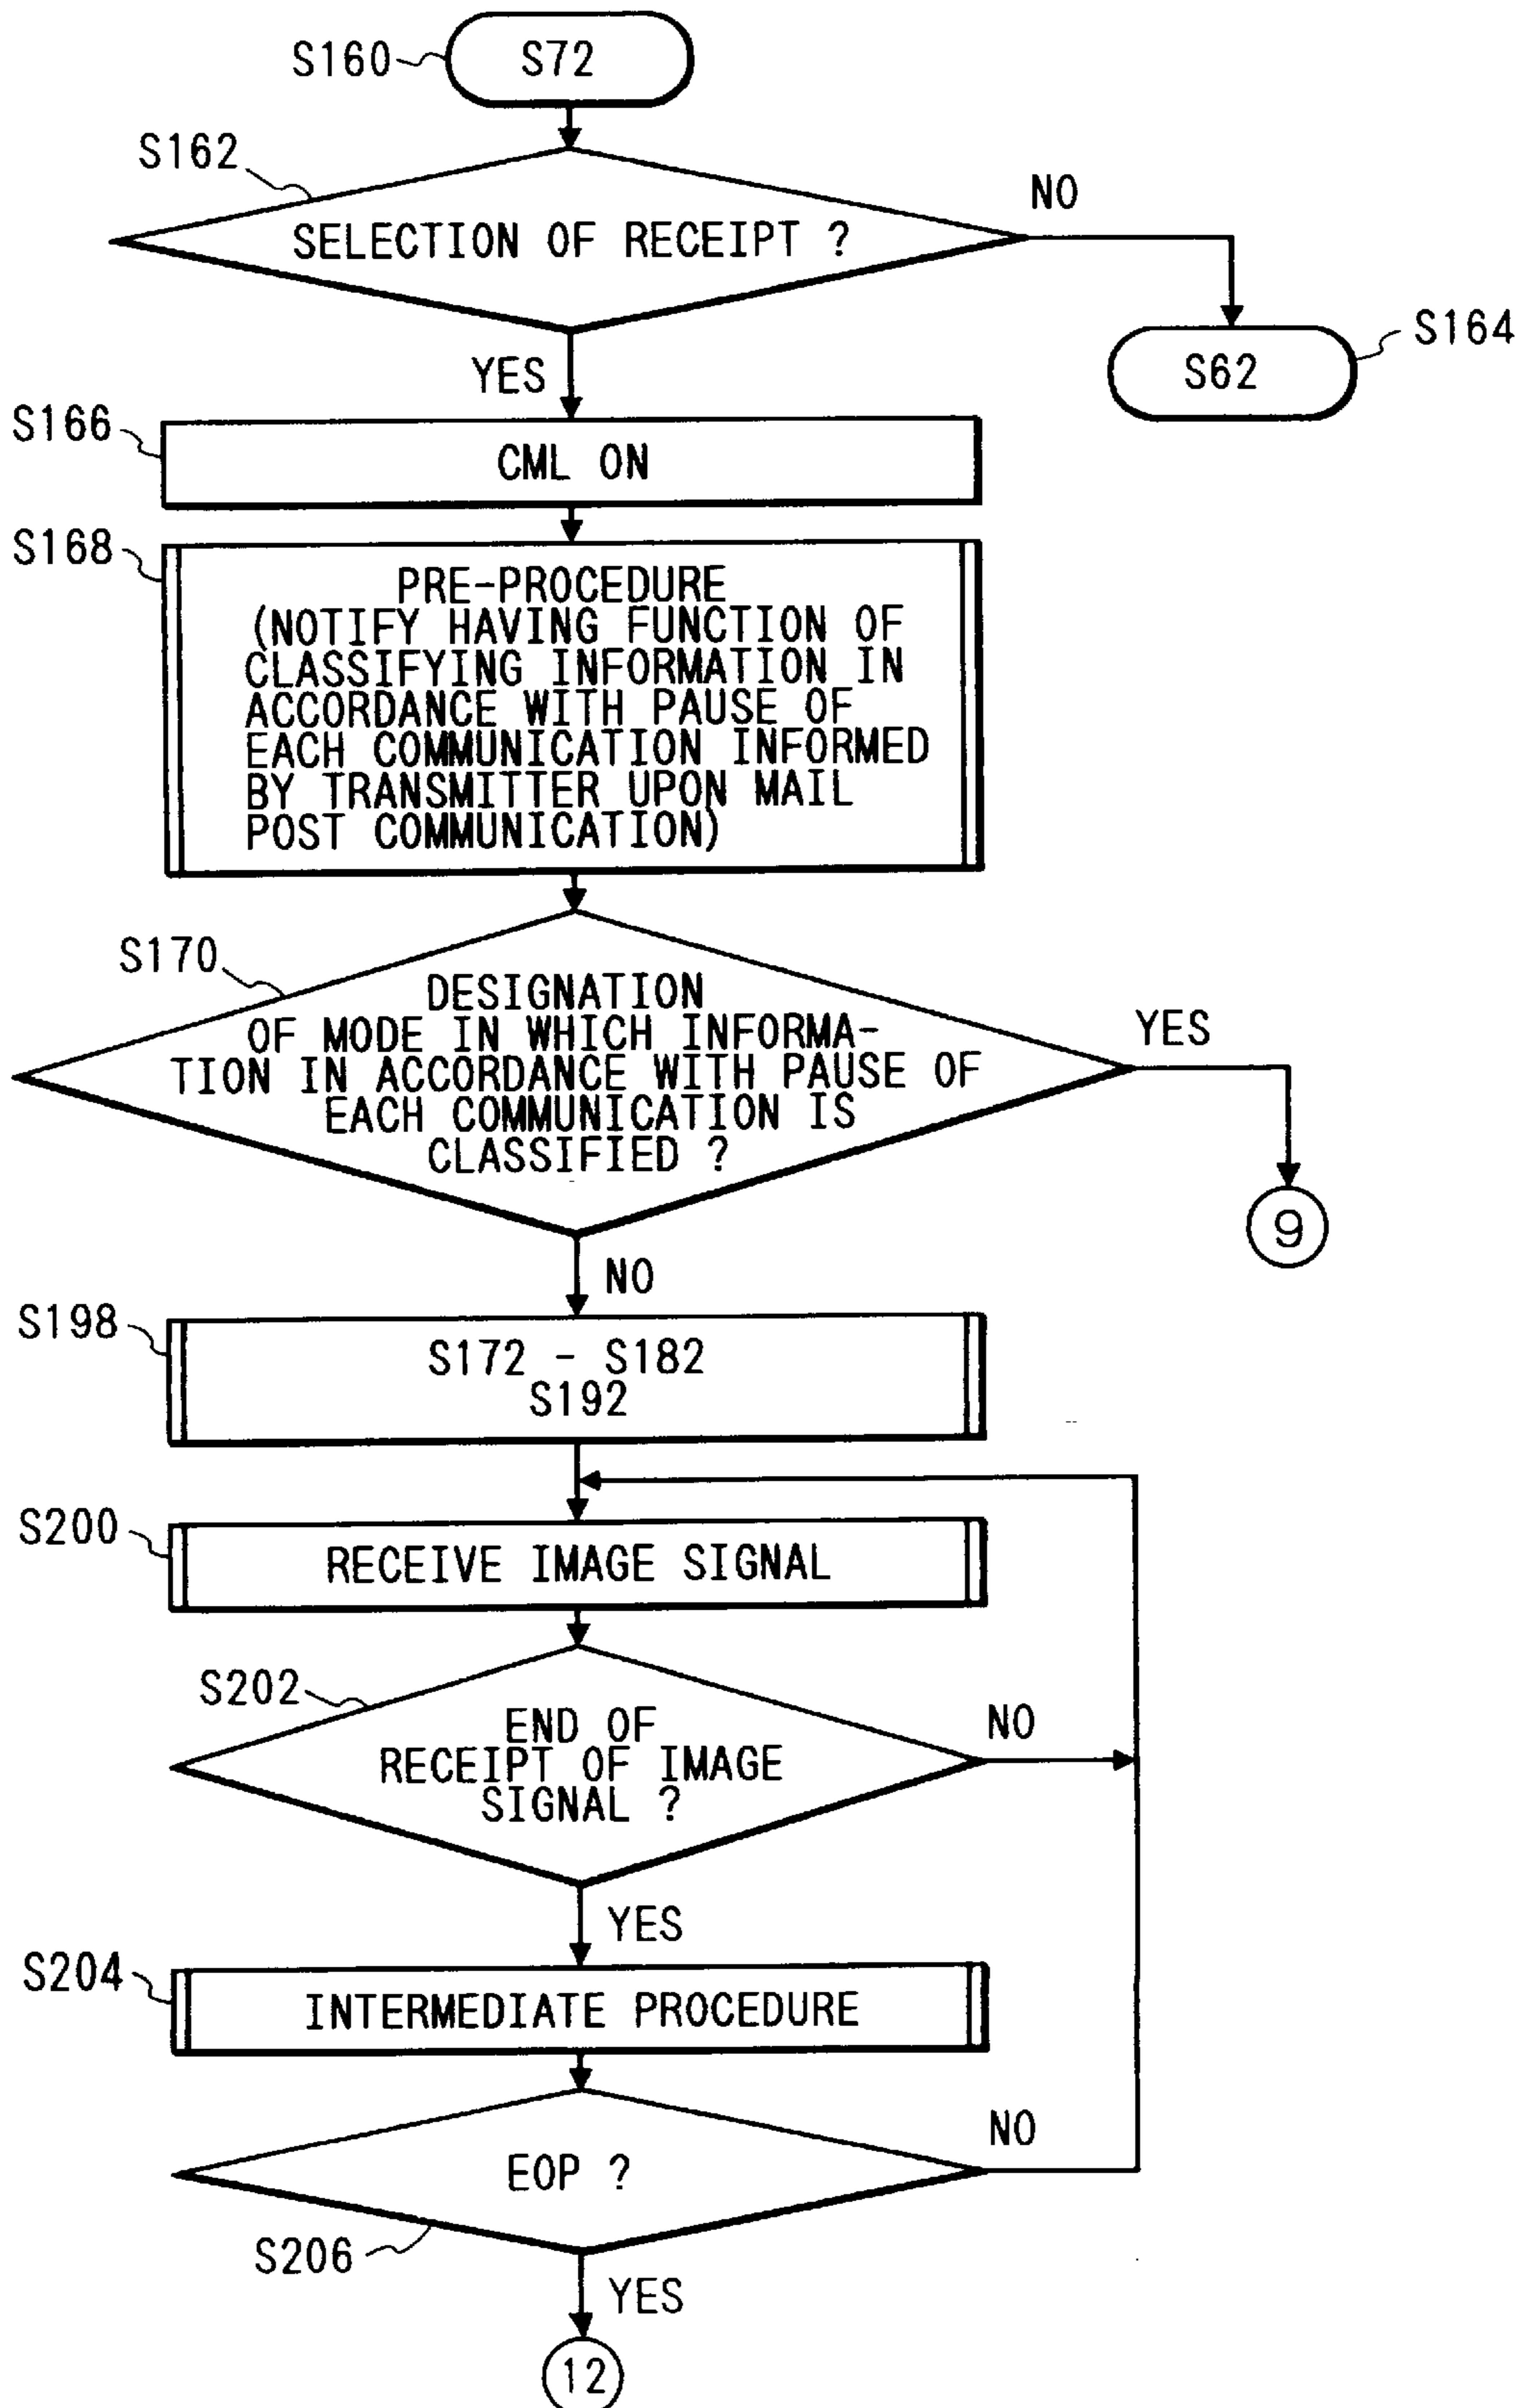 S160
S72
S162
SELECTION OF RECEIPT ?
NO
S164
S62
YES
S166
CML ON
S168
PRE-PROCEDURE
(NOTIFY HAVING FUNCTION OF
CLASSIFYING INFORMATION IN
ACCORDANCE WITH PAUSE OF
EACH COMMUNICATION INFORMED
BY TRANSMITTER UPON MAIL
POST COMMUNICATION)
S170
DESIGNATION
OF MODE IN WHICH INFORMA-
TION IN ACCORDANCE WITH PAUSE OF
EACH COMMUNICATION IS
CLASSIFIED ?
YES
9
NO
S198
S172 - S182
S192
S200
RECEIVE IMAGE SIGNAL
S202
END OF
RECEIPT OF IMAGE
SIGNAL ?
NO
YES
S204
INTERMEDIATE PROCEDURE
EOP ?
NO
S206
YES
12